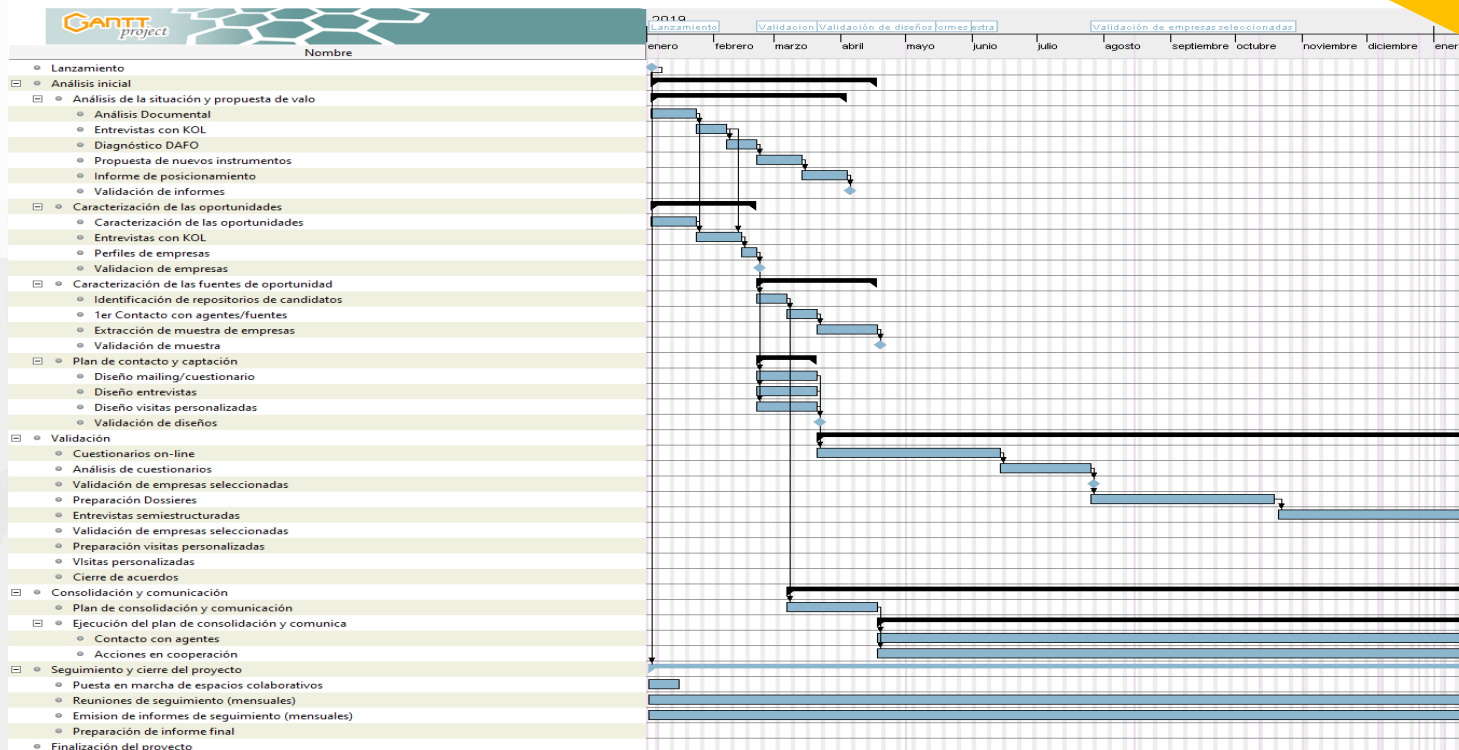 GANTT
project
Nombre
2019
Lanzamiento
Validacion
Validación de diseños
formes
estra
Validación de empresas seleccionadas
enero febrero marzo abril mayo junio julio agosto septiembre octubre noviembre diciembre ener
Lanzamiento
Análisis inicial
Análisis de la situación y propuesta de valo
Análisis Documental
Entrevistas con KOL
Diagnóstico DAFO
Propuesta de nuevos instrumentos
Informe de posicionamiento
Validación de informes
Caracterización de las oportunidades
Caracterización de las oportunidades
Entrevistas con KOL
Perfiles de empresas
Validacion de empresas
Caracterización de las fuentes de oportunidad
Identificación de repositorios de candidatos
1er Contacto con agentes/fuentes
Extracción de muestra de empresas
Validación de muestra
Plan de contacto y captación
Diseño mailing/cuestionario
Diseño entrevistas
Diseño visitas personalizadas
Validación de diseños
Validación
Cuestionarios on-line
Análisis de cuestionarios
Validación de empresas seleccionadas
Preparación Dossieres
Entrevistas semiestructuradas
Validación de empresas seleccionadas
Preparación visitas personalizadas
VIsitas personalizadas
Cierre de acuerdos
Consolidación y comunicación
Plan de consolidación y comunicación
Ejecución del plan de consolidación y comunica
Contacto con agentes
Acciones en cooperación
Seguimiento y cierre del proyecto
Puesta en marcha de espacios colaborativos
Reuniones de seguimiento (mensuales)
Emision de informes de seguimiento (mensuales)
Preparación de informe final
Finalización del proyecto